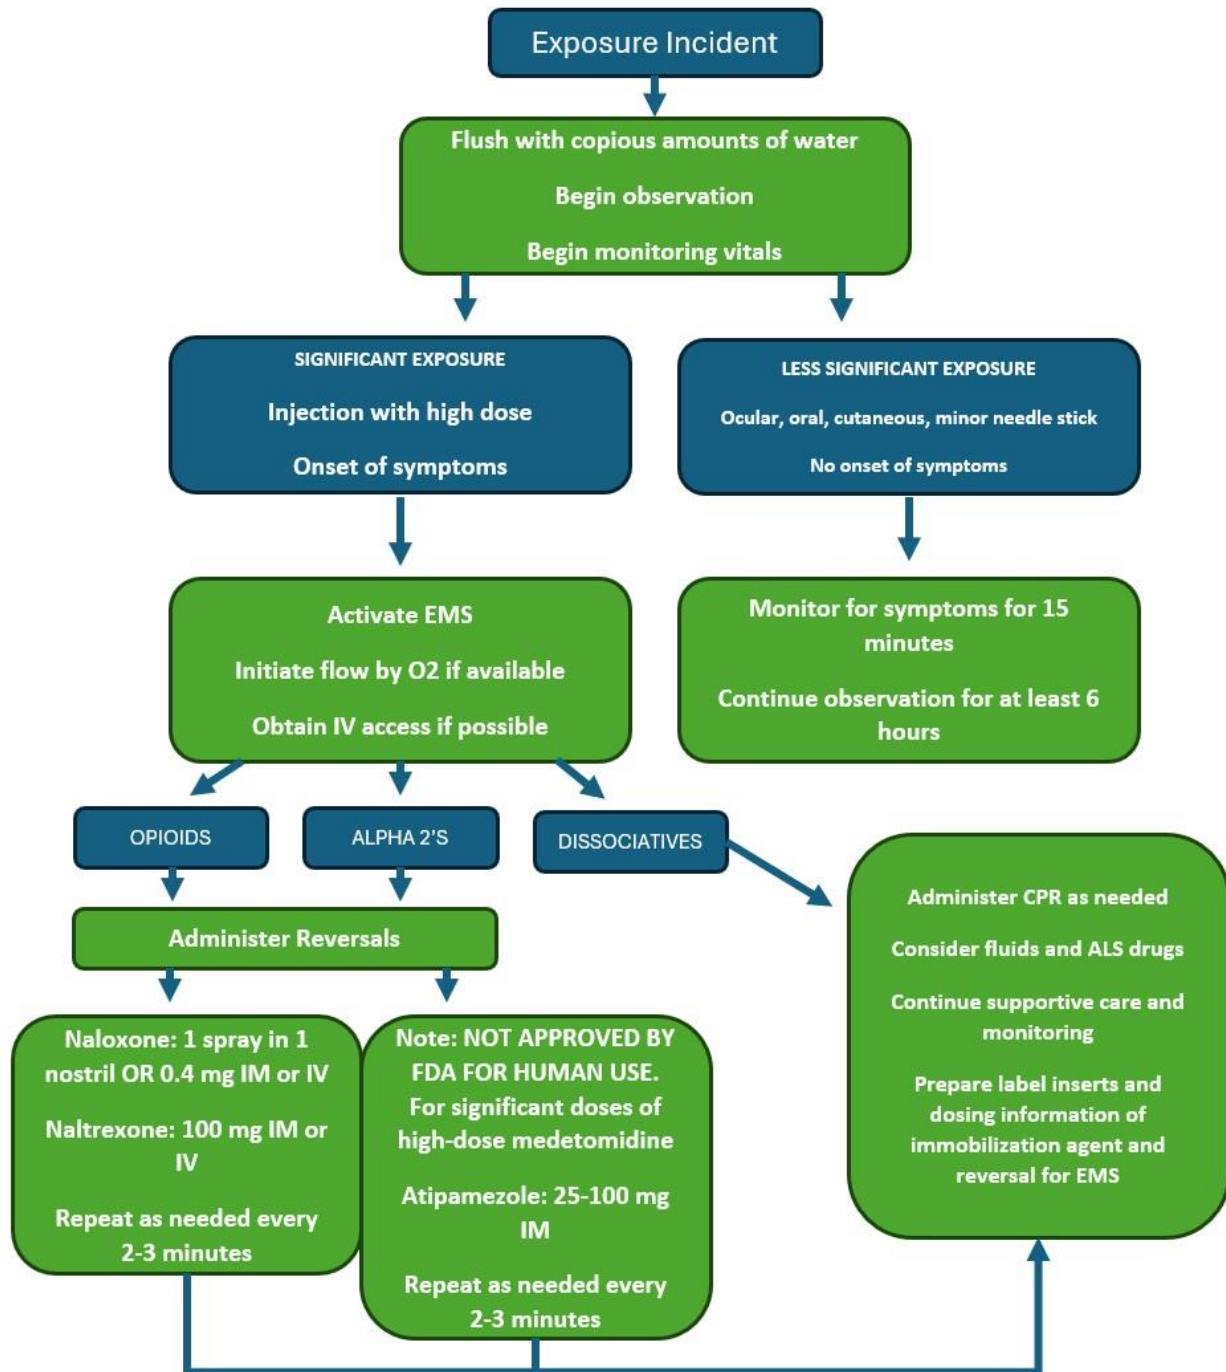 Exposure Incident
Flush with copious amounts of water
Begin observation
Begin monitoring vitals
SIGNIFICANT EXPOSURE
Injection with high dose
Onset of symptoms
LESS SIGNIFICANT EXPOSURE
Ocular, oral, cutaneous, minor needle stick
No onset of symptoms
Activate EMS
Initiate flow by O2 if available
Obtain IV access if possible
Monitor for symptoms for 15
minutes
Continue observation for at least 6
hours
OPIOIDS
ALPHA 2'S
DISSOCIATIVES
Administer Reversals
Naloxone: 1 spray in 1
nostril OR 0.4 mg IM or IV
Naltrexone: 100 mg IM or
IV
Repeat as needed every
2-3 minutes
Note: NOT APPROVED BY
FDA FOR HUMAN USE.
For significant doses of
high-dose medetomidine
Atipamezole: 25-100 mg
IM
Repeat as needed every
2-3 minutes
Administer CPR as needed
Consider fluids and ALS drugs
Continue supportive care and
monitoring
Prepare label inserts and
dosing information of
immobilization agent and
reversal for EMS